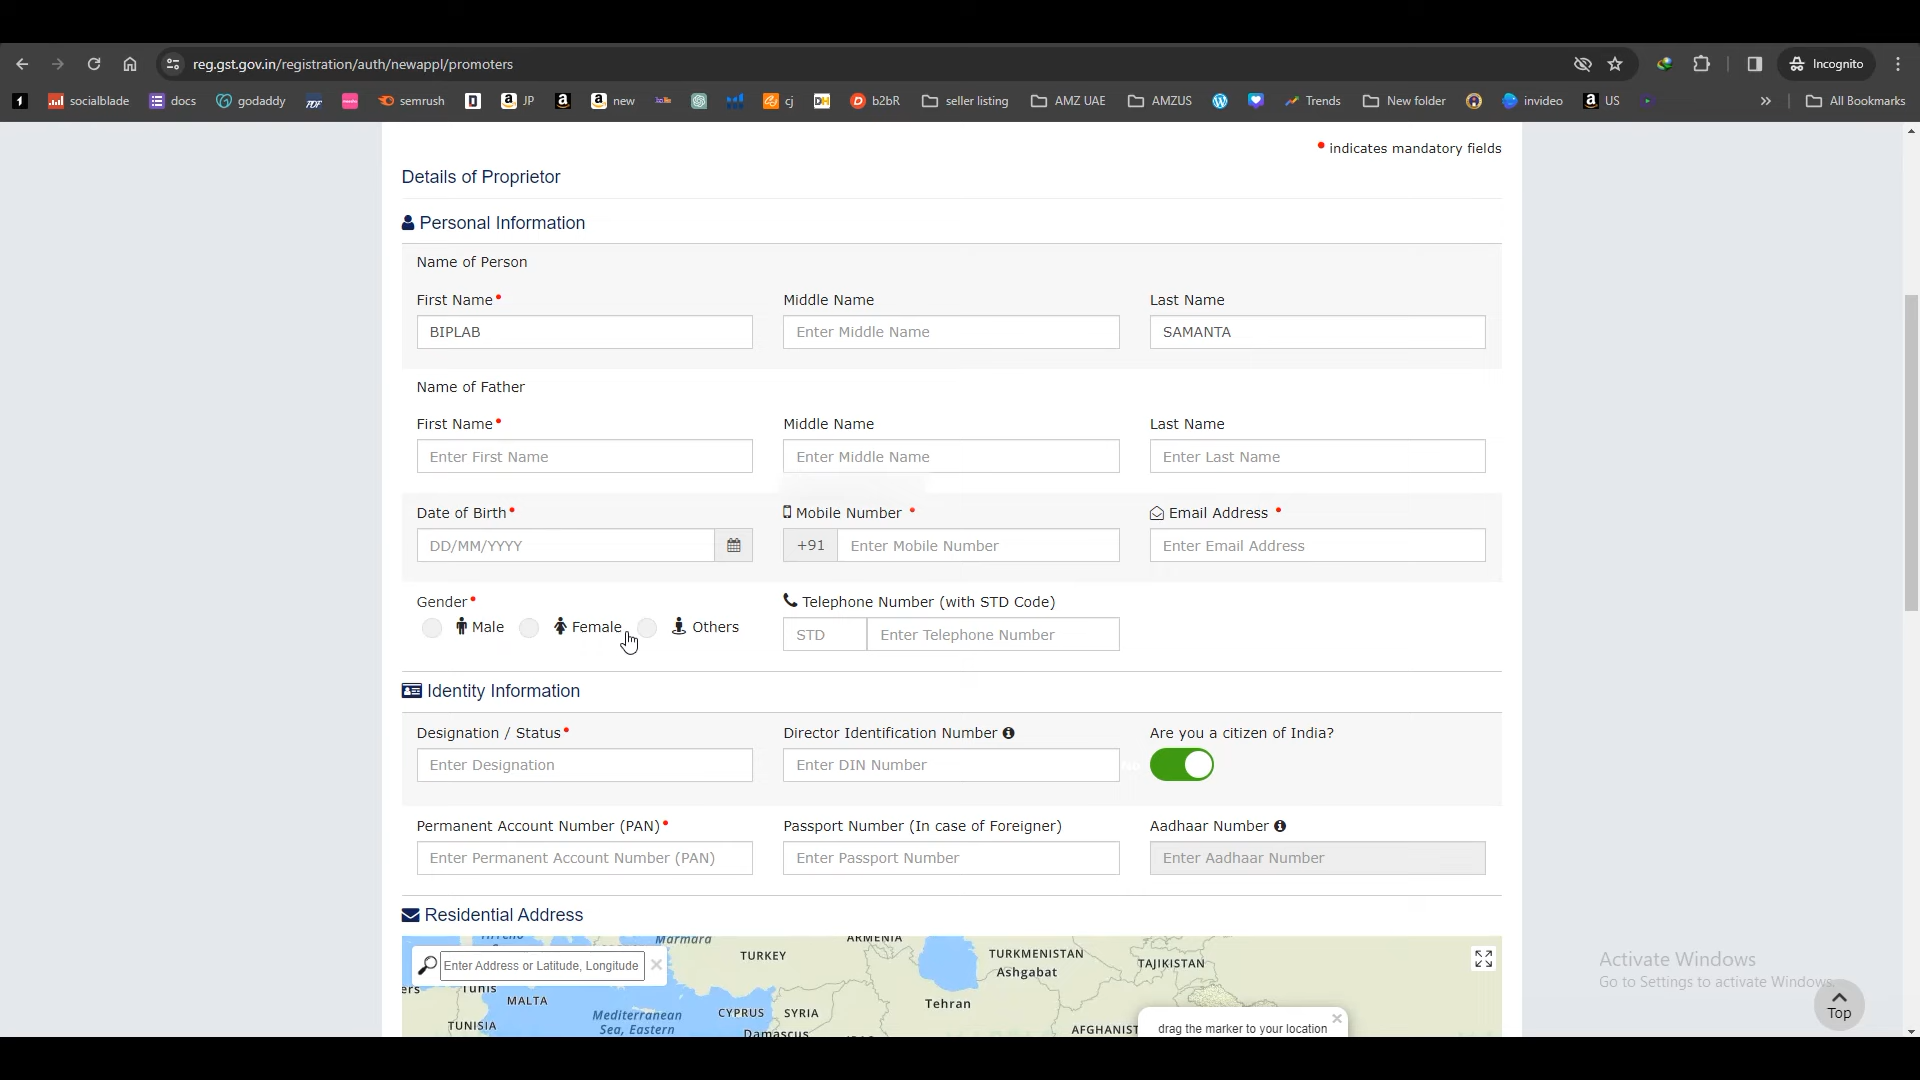 reg.gst.gov.in/registration/auth/newappl/promoters
Incognito
socialblade docs godaddy PDF semrush JP new cj DH b2bR seller listing AMZ UAE AMZUS Trends New folder invideo US » All Bookmarks
• indicates mandatory fields
Details of Proprietor
Personal Information
Name of Person
First Name• Middle Name Last Name
BIPLAB Enter Middle Name SAMANTA
Name of Father
First Name• Middle Name Last Name
Enter First Name Enter Middle Name Enter Last Name
Date of Birth• Mobile Number • Email Address •
DD/MM/YYYY +91 Enter Mobile Number Enter Email Address
Gender• Telephone Number (with STD Code)
Male Female Others STD Enter Telephone Number
Identity Information
Designation / Status• Director Identification Number Are you a citizen of India?
Enter Designation Enter DIN Number
Permanent Account Number (PAN)• Passport Number (In case of Foreigner) Aadhaar Number
Enter Permanent Account Number (PAN) Enter Passport Number Enter Aadhaar Number
Residential Address
Marmara ARMENIA
TURKEY TURKMENISTAN
Enter Address or Latitude, Longitude × Ashgabat TAJIKISTAN
Tunis
MALTA Tehran
CYPRUS SYRIA
Mediterranean
TUNISIA Sea, Eastern AFGHANIST drag the marker to your location ×
Damascus
Activate Windows
Go to Settings to activate Windows.
Top